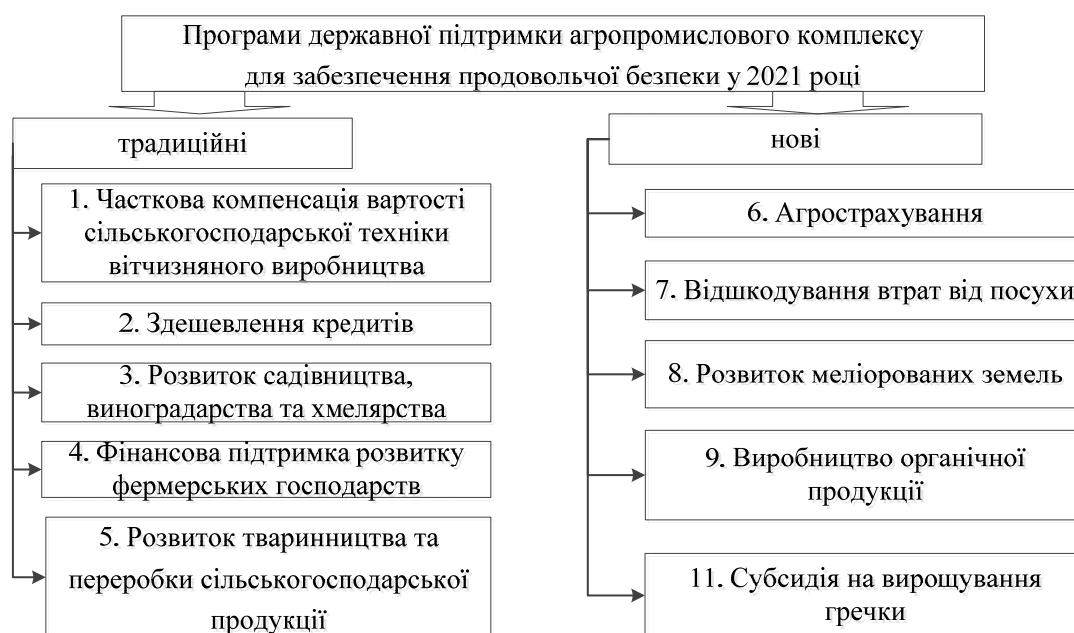 Програми державної підтримки агропромислового комплексу
для забезпечення продовольчої безпеки у 2021 році
традиційні
1. Часткова компенсація вартості
сільськогосподарської техніки
вітчизняного виробництва
2. Здешевлення кредитів
3. Розвиток садівництва,
виноградарства та хмелярства
4. Фінансова підтримка розвитку
фермерських господарств
5. Розвиток тваринництва та
переробки сільськогосподарської
продукції
нові
6. Агрострахування
7. Відшкодування втрат від посухи
8. Розвиток меліорованих земель
9. Виробництво органічної
продукції
11. Субсидія на вирощування
гречки